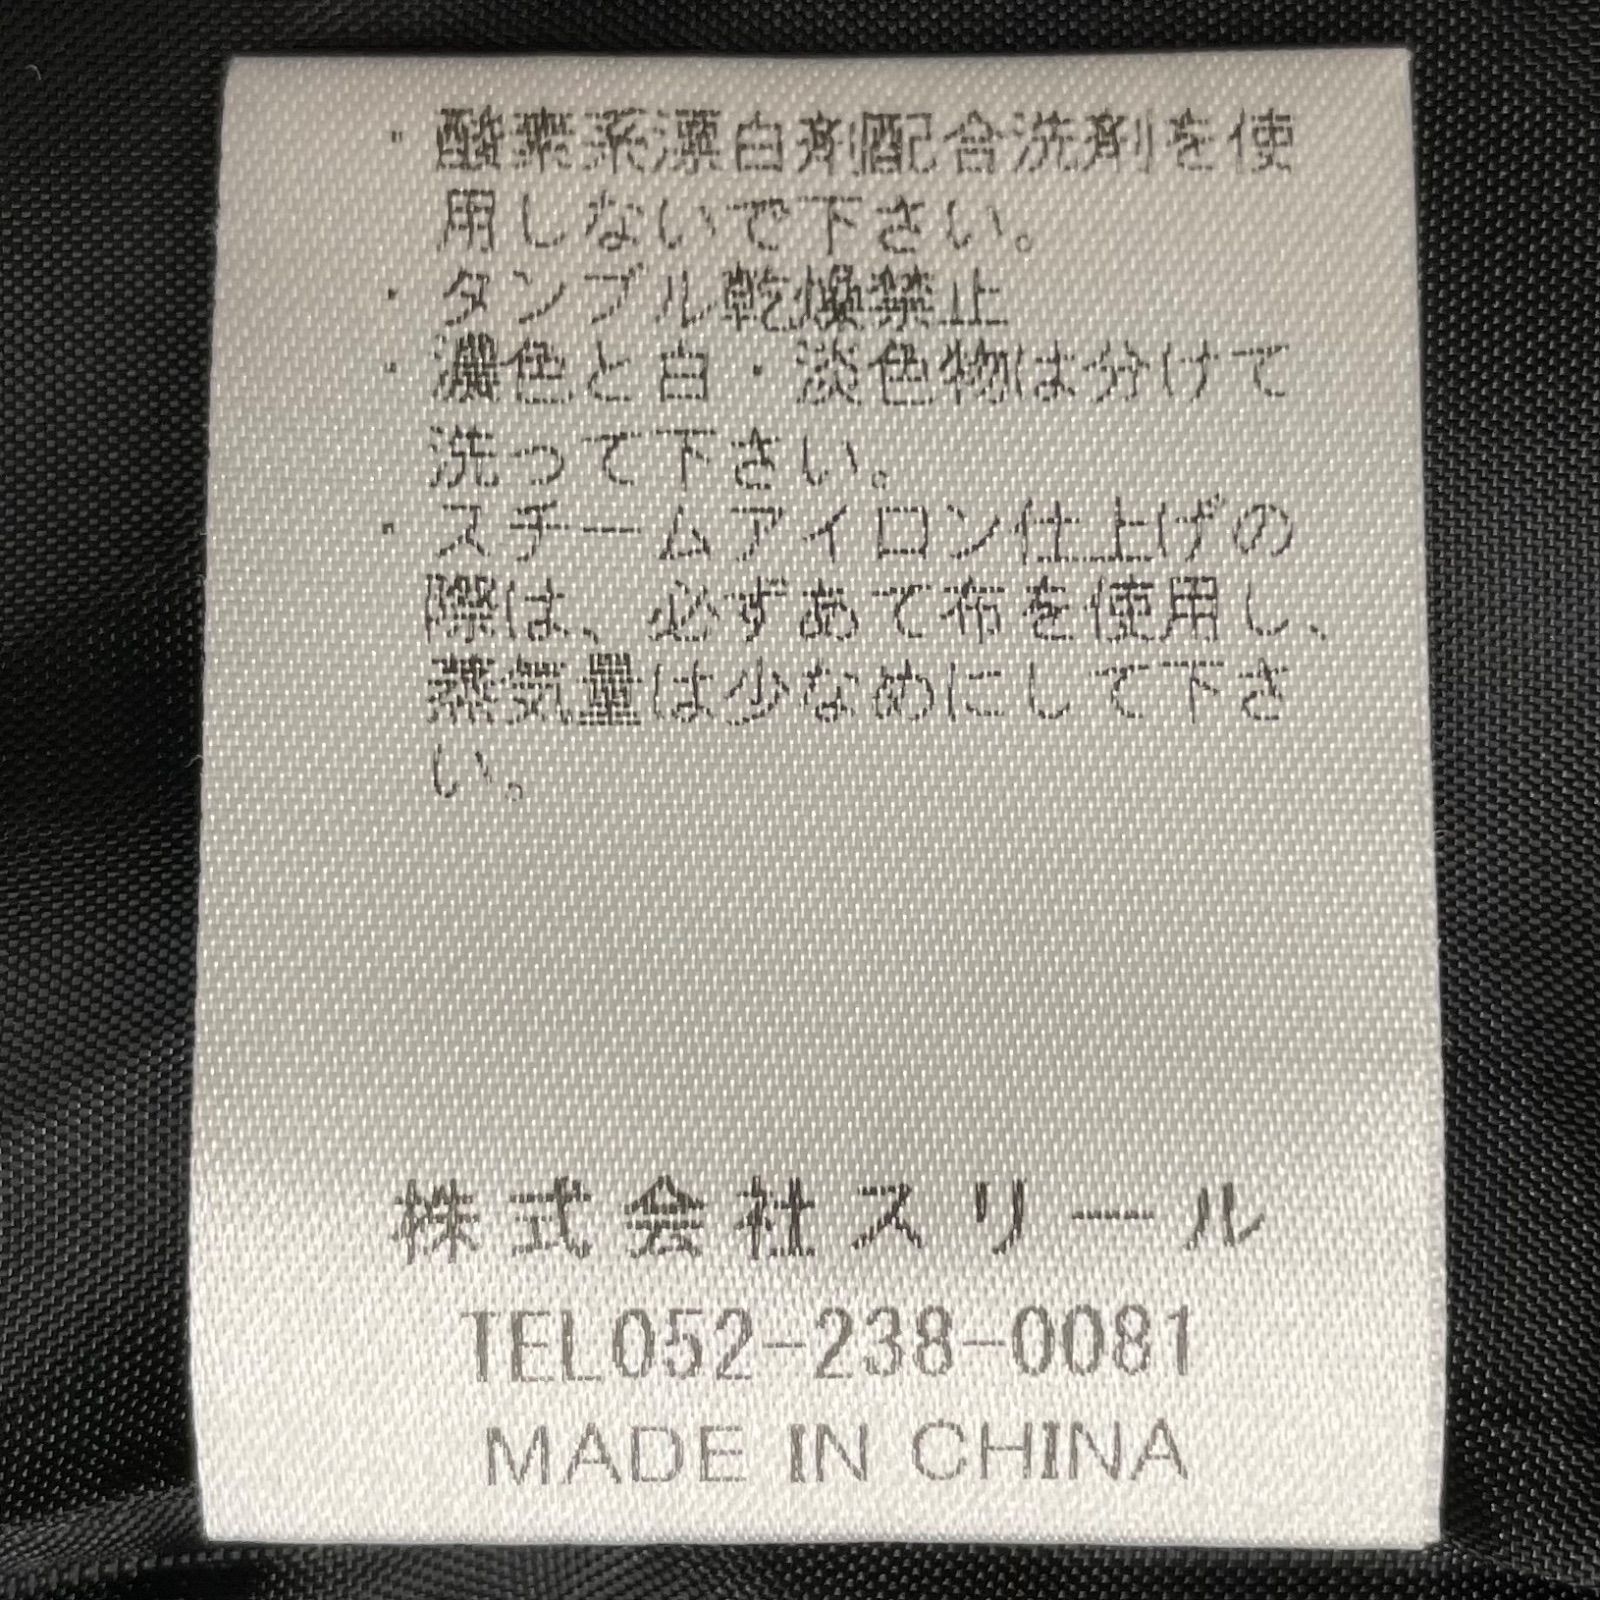 ・酸素系漂白剤配合洗剤を使
用しないで下さい。
・タンブル乾燥禁止
・濃色と白・淡色物は分けて
洗って下さい。
・スチームアイロン仕上げの
際は、必ずあて布を使用し、
蒸気量は少なめにして下さ
い。
株式会社スリール
TEL052-238-0081
MADE IN CHINA